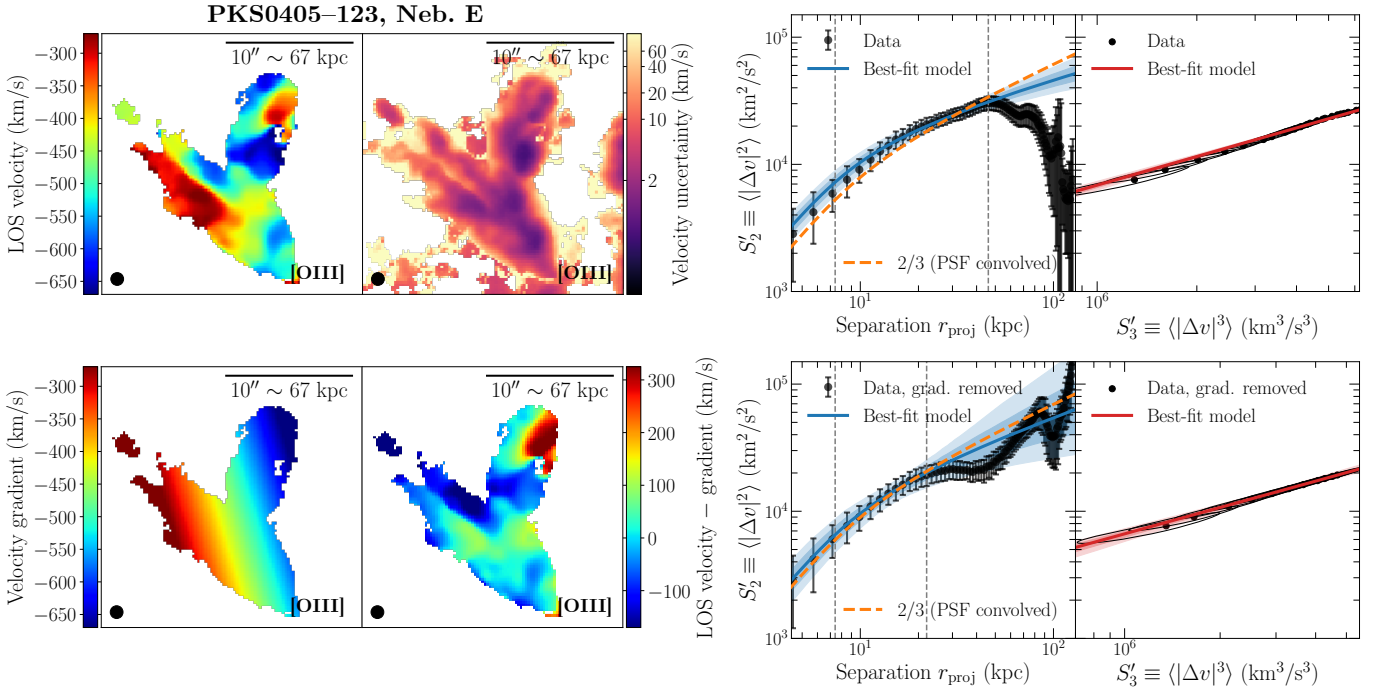 PKS0405–123, Neb. E
LOS velocity (km/s)
−300
−350
−400
−450
−500
−550
−600
−650
10″ ∼ 67 kpc
[OIII]
10″ ∼ 67 kpc
[OIII]
60
40
20
10
2
Velocity uncertainty (km/s)
S′₂ ≡ ⟨|Δv|²⟩ (km²/s²)
10⁵
10⁴
10³
Data
Best-fit model
2/3 (PSF convolved)
10¹
10²
Separation r_proj (kpc)
Data
Best-fit model
10⁶
S′₃ ≡ ⟨|Δv|³⟩ (km³/s³)
Velocity gradient (km/s)
−300
−350
−400
−450
−500
−550
−600
−650
10″ ∼ 67 kpc
[OIII]
10″ ∼ 67 kpc
[OIII]
300
200
100
0
−100
LOS velocity − gradient (km/s)
S′₂ ≡ ⟨|Δv|²⟩ (km²/s²)
10⁵
10⁴
10³
Data, grad. removed
Best-fit model
2/3 (PSF convolved)
10¹
10²
Separation r_proj (kpc)
Data, grad. removed
Best-fit model
10⁶
S′₃ ≡ ⟨|Δv|³⟩ (km³/s³)